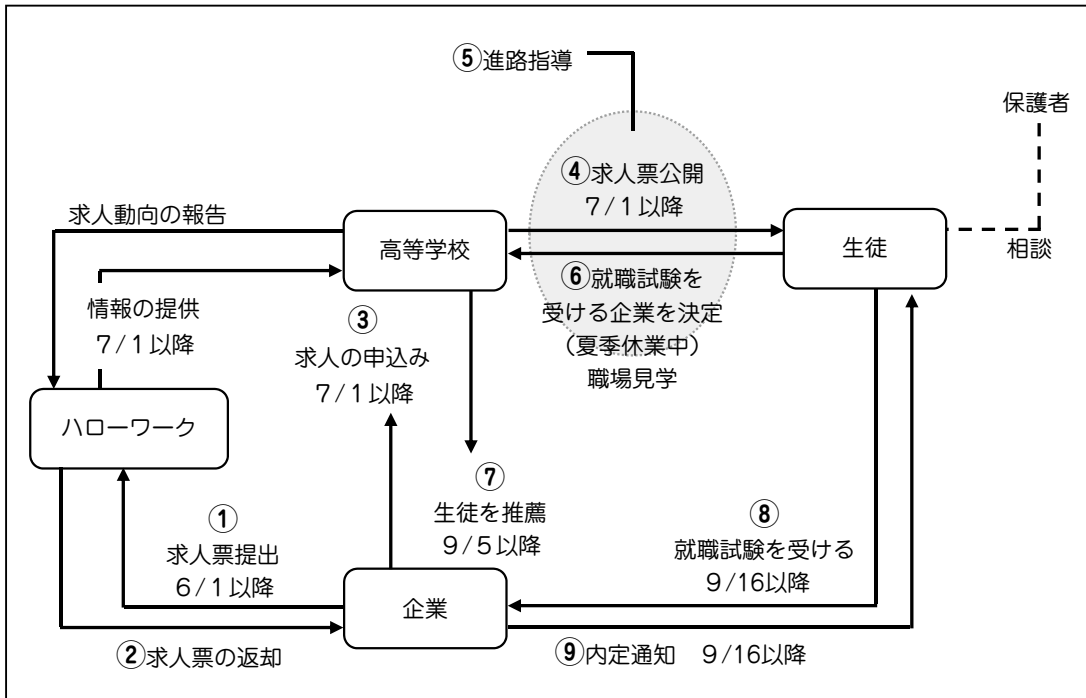 ⑤進路指導
保護者
④求人票公開
7/1以降
求人動向の報告
高等学校
生徒
相談
⑥就職試験を
受ける企業を決定
（夏季休業中）
職場見学
情報の提供
7/1以降
③
求人の申込み
7/1以降
ハローワーク
⑦
生徒を推薦
9/5以降
①
求人票提出
6/1以降
⑧
就職試験を受ける
9/16以降
企業
②求人票の返却
⑨内定通知　9/16以降